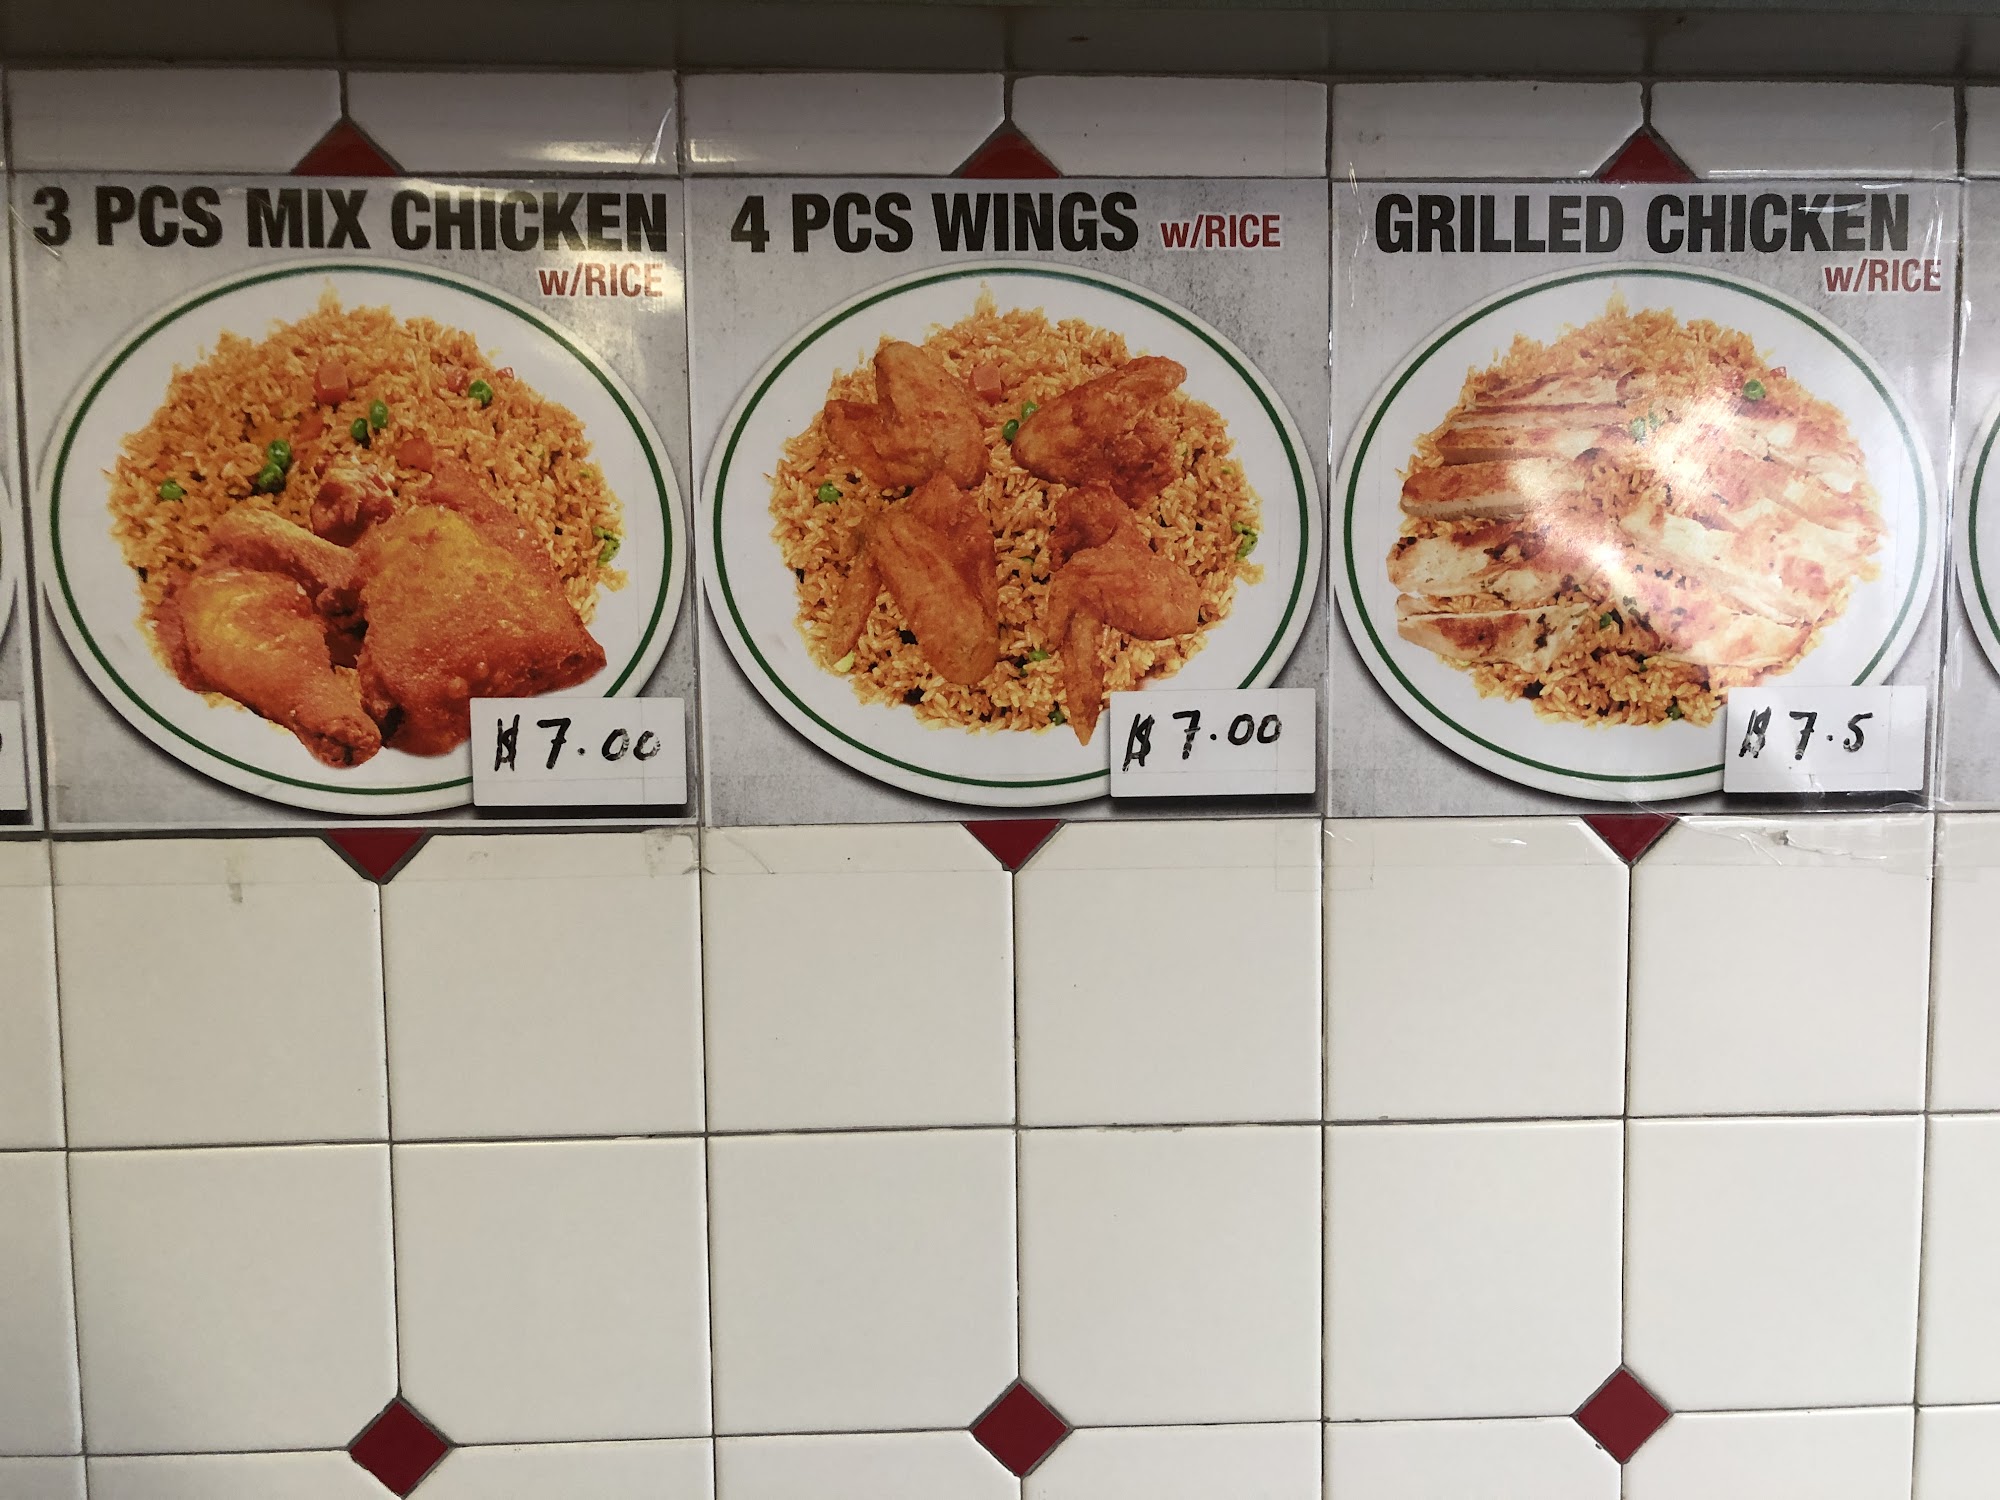 3 PCS MIX CHICKEN
w/RICE
$ 7.00
4 PCS WINGS w/RICE
$ 7.00
GRILLED CHICKEN
w/RICE
$ 7.5